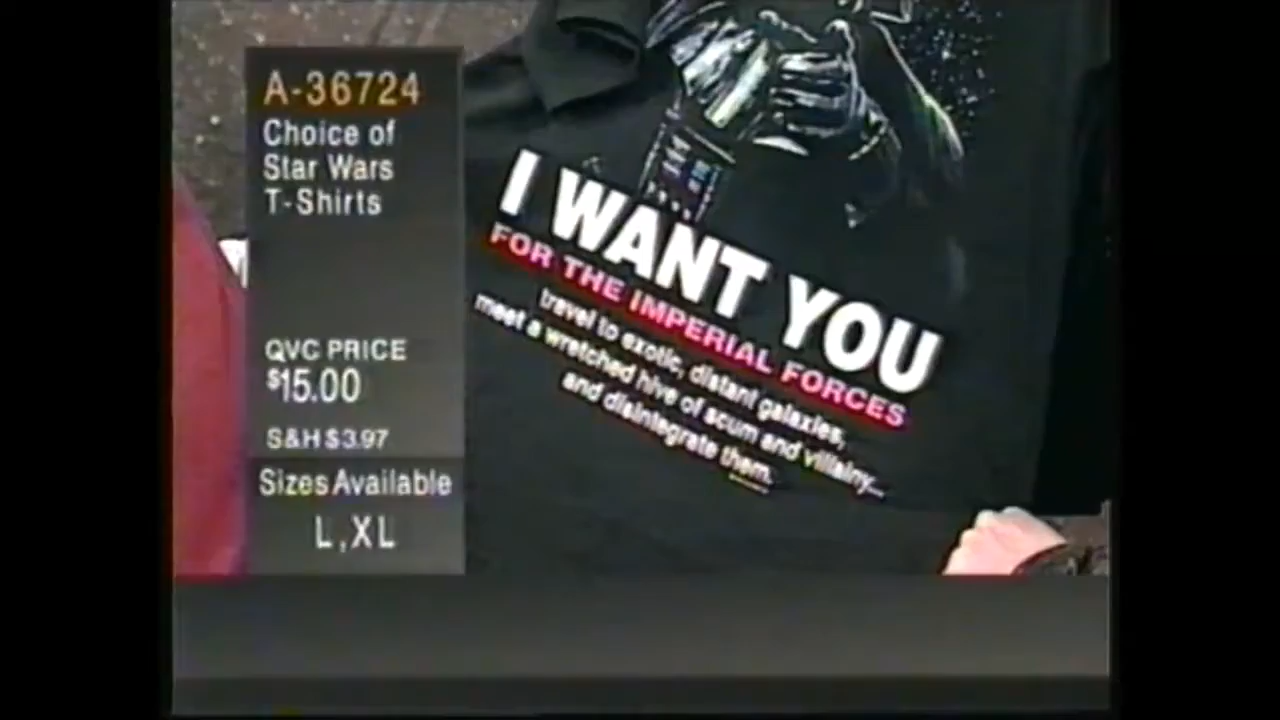 A-36724
Choice of
Star Wars
T-Shirts
QVC PRICE
$15.00
S&H $3.97
Sizes Available
L,XL
I WANT YOU
FOR THE IMPERIAL FORCES
travel to exotic, distant galaxies,
meet a wretched hive of scum and villainy...
and disintegrate them.